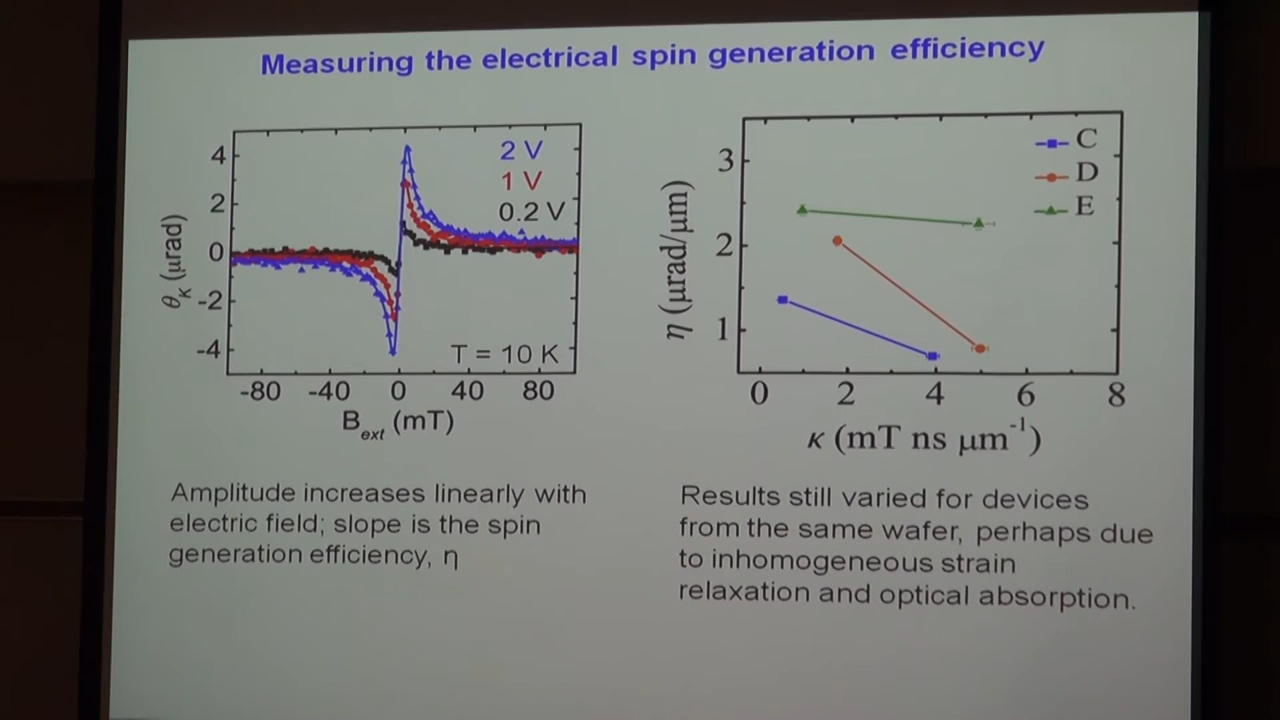 Measuring the electrical spin generation efficiency
4
2
0
-2
-4
θK (μrad)
2 V
1 V
0.2 V
T = 10 K
-80 -40 0 40 80
Bext (mT)
Amplitude increases linearly with
electric field; slope is the spin
generation efficiency, η
3
2
1
η (μrad/μm)
C
D
E
0 2 4 6 8
κ (mT ns μm-1)
Results still varied for devices
from the same wafer, perhaps due
to inhomogeneous strain
relaxation and optical absorption.